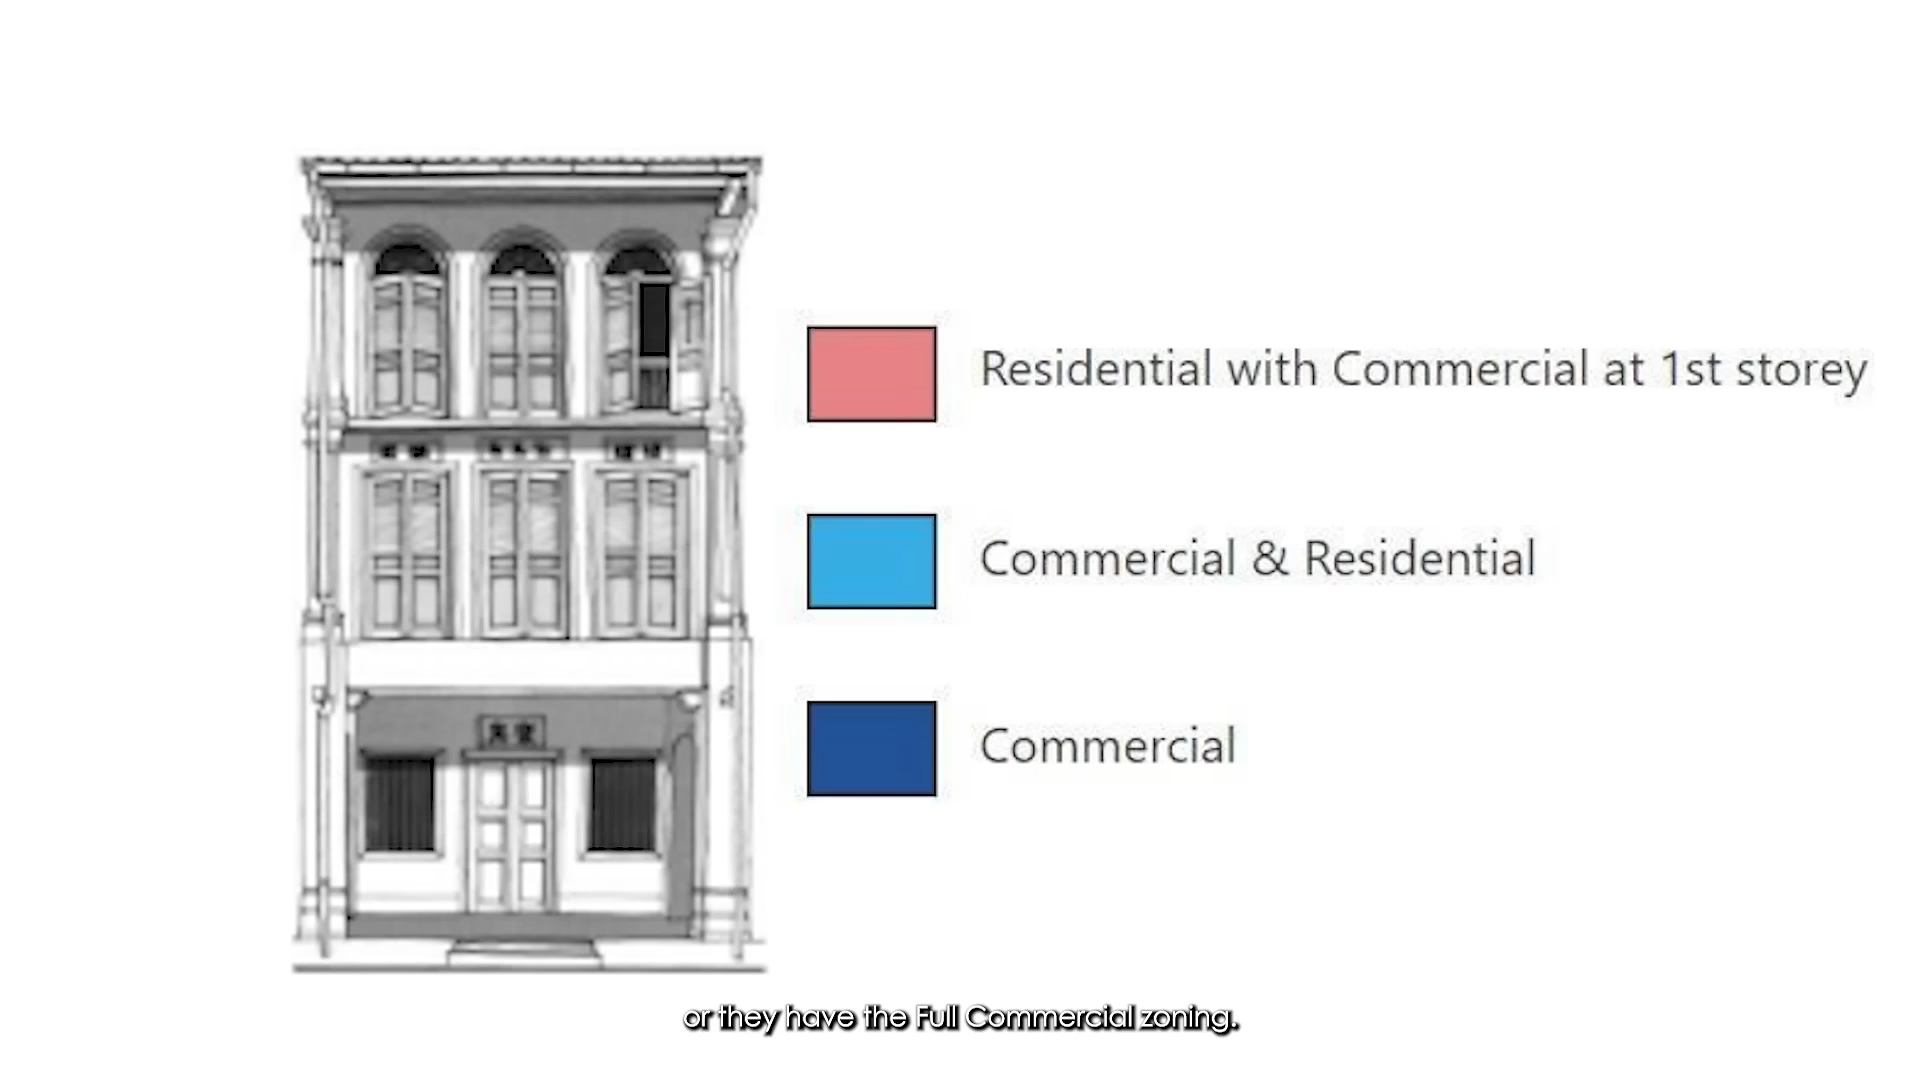 Residential with Commercial at 1st storey
Commercial & Residential
Commercial
or they have the Full Commercial zoning.